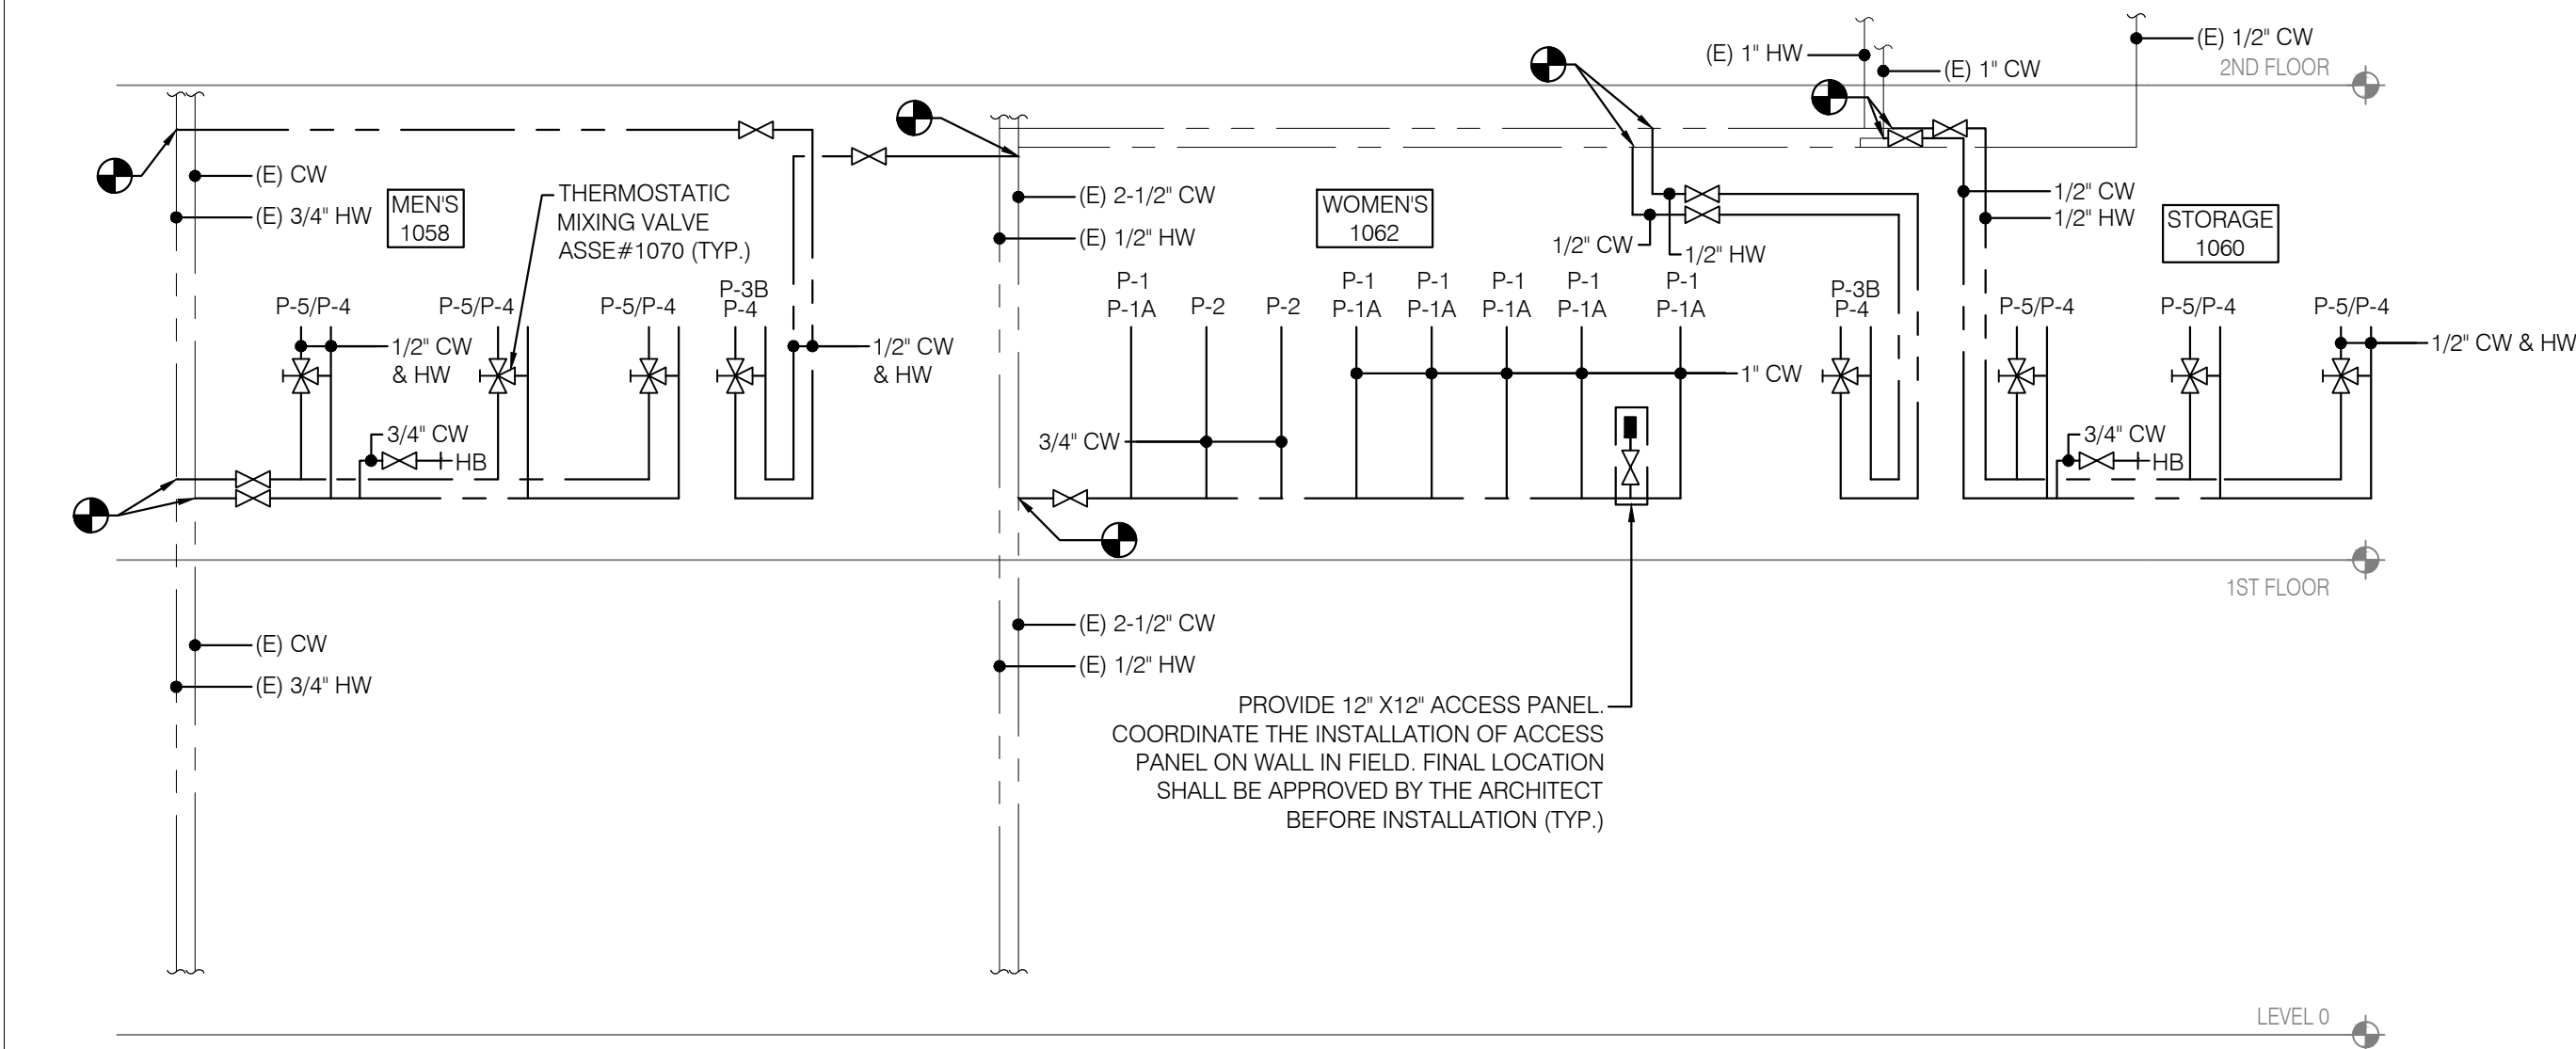 (E) 1/2" CW
2ND FLOOR
(E) 1" HW
(E) 1" CW
(E) CW
(E) 3/4" HW
MEN'S
1058
THERMOSTATIC
MIXING VALVE
ASSE#1070 (TYP.)
(E) 2-1/2" CW
(E) 1/2" HW
WOMEN'S
1062
1/2" CW
1/2" HW
1/2" CW
1/2" HW
STORAGE
1060
P-5/P-4
P-5/P-4
P-5/P-4
P-3B
P-4
1/2" CW
& HW
1/2" CW
& HW
3/4" CW
HB
P-1
P-1A
P-2
P-2
P-1
P-1A
P-1
P-1A
P-1
P-1A
P-1
P-1A
P-1
P-1A
1" CW
3/4" CW
P-3B
P-4
P-5/P-4
P-5/P-4
P-5/P-4
1/2" CW & HW
3/4" CW
HB
1ST FLOOR
(E) CW
(E) 3/4" HW
(E) 2-1/2" CW
(E) 1/2" HW
PROVIDE 12" X12" ACCESS PANEL.
COORDINATE THE INSTALLATION OF ACCESS
PANEL ON WALL IN FIELD. FINAL LOCATION
SHALL BE APPROVED BY THE ARCHITECT
BEFORE INSTALLATION (TYP.)
LEVEL 0